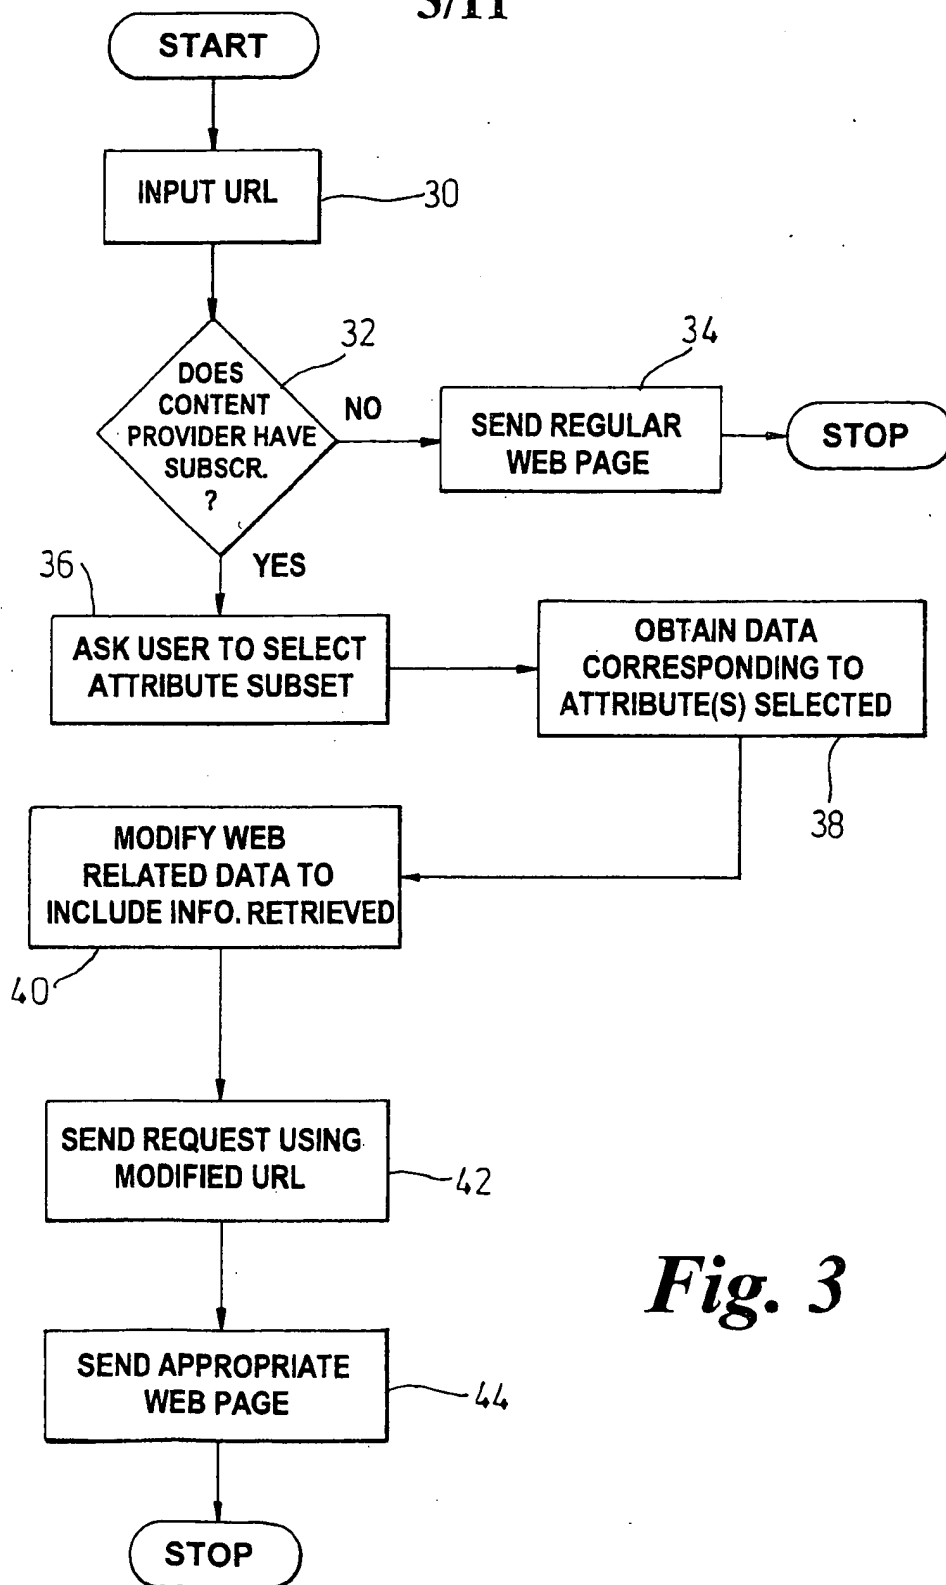 3/11
START
INPUT URL
30
32
34
DOES
CONTENT
PROVIDER HAVE
SUBSCR.
?
NO
SEND REGULAR
WEB PAGE
STOP
YES
36
ASK USER TO SELECT
ATTRIBUTE SUBSET
OBTAIN DATA
CORRESPONDING TO
ATTRIBUTE(S) SELECTED
38
MODIFY WEB
RELATED DATA TO
INCLUDE INFO. RETRIEVED
40
SEND REQUEST USING
MODIFIED URL
42
Fig. 3
SEND APPROPRIATE
WEB PAGE
44
STOP